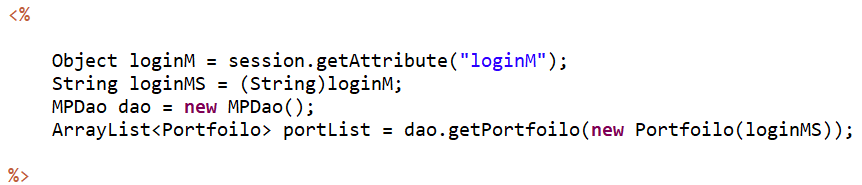 <%
Object loginM = session.getAttribute("loginM");
String loginMS = (String)loginM;
MPDao dao = new MPDao();
ArrayList<Portfoilo> portList = dao.getPortfoilo(new Portfoilo(loginMS));
%>